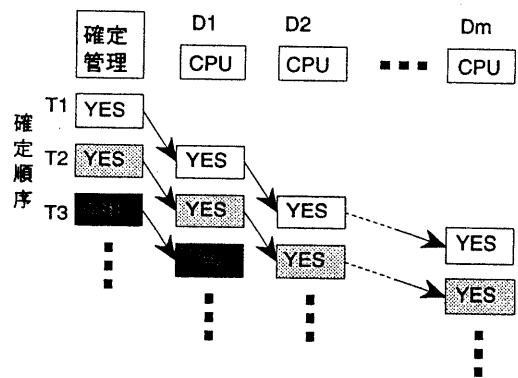 確定
管理
D1
D2
Dm
CPU
CPU
CPU
確定順序
T1
YES
T2
YES
YES
T3
YES
YES
YES
YES
YES